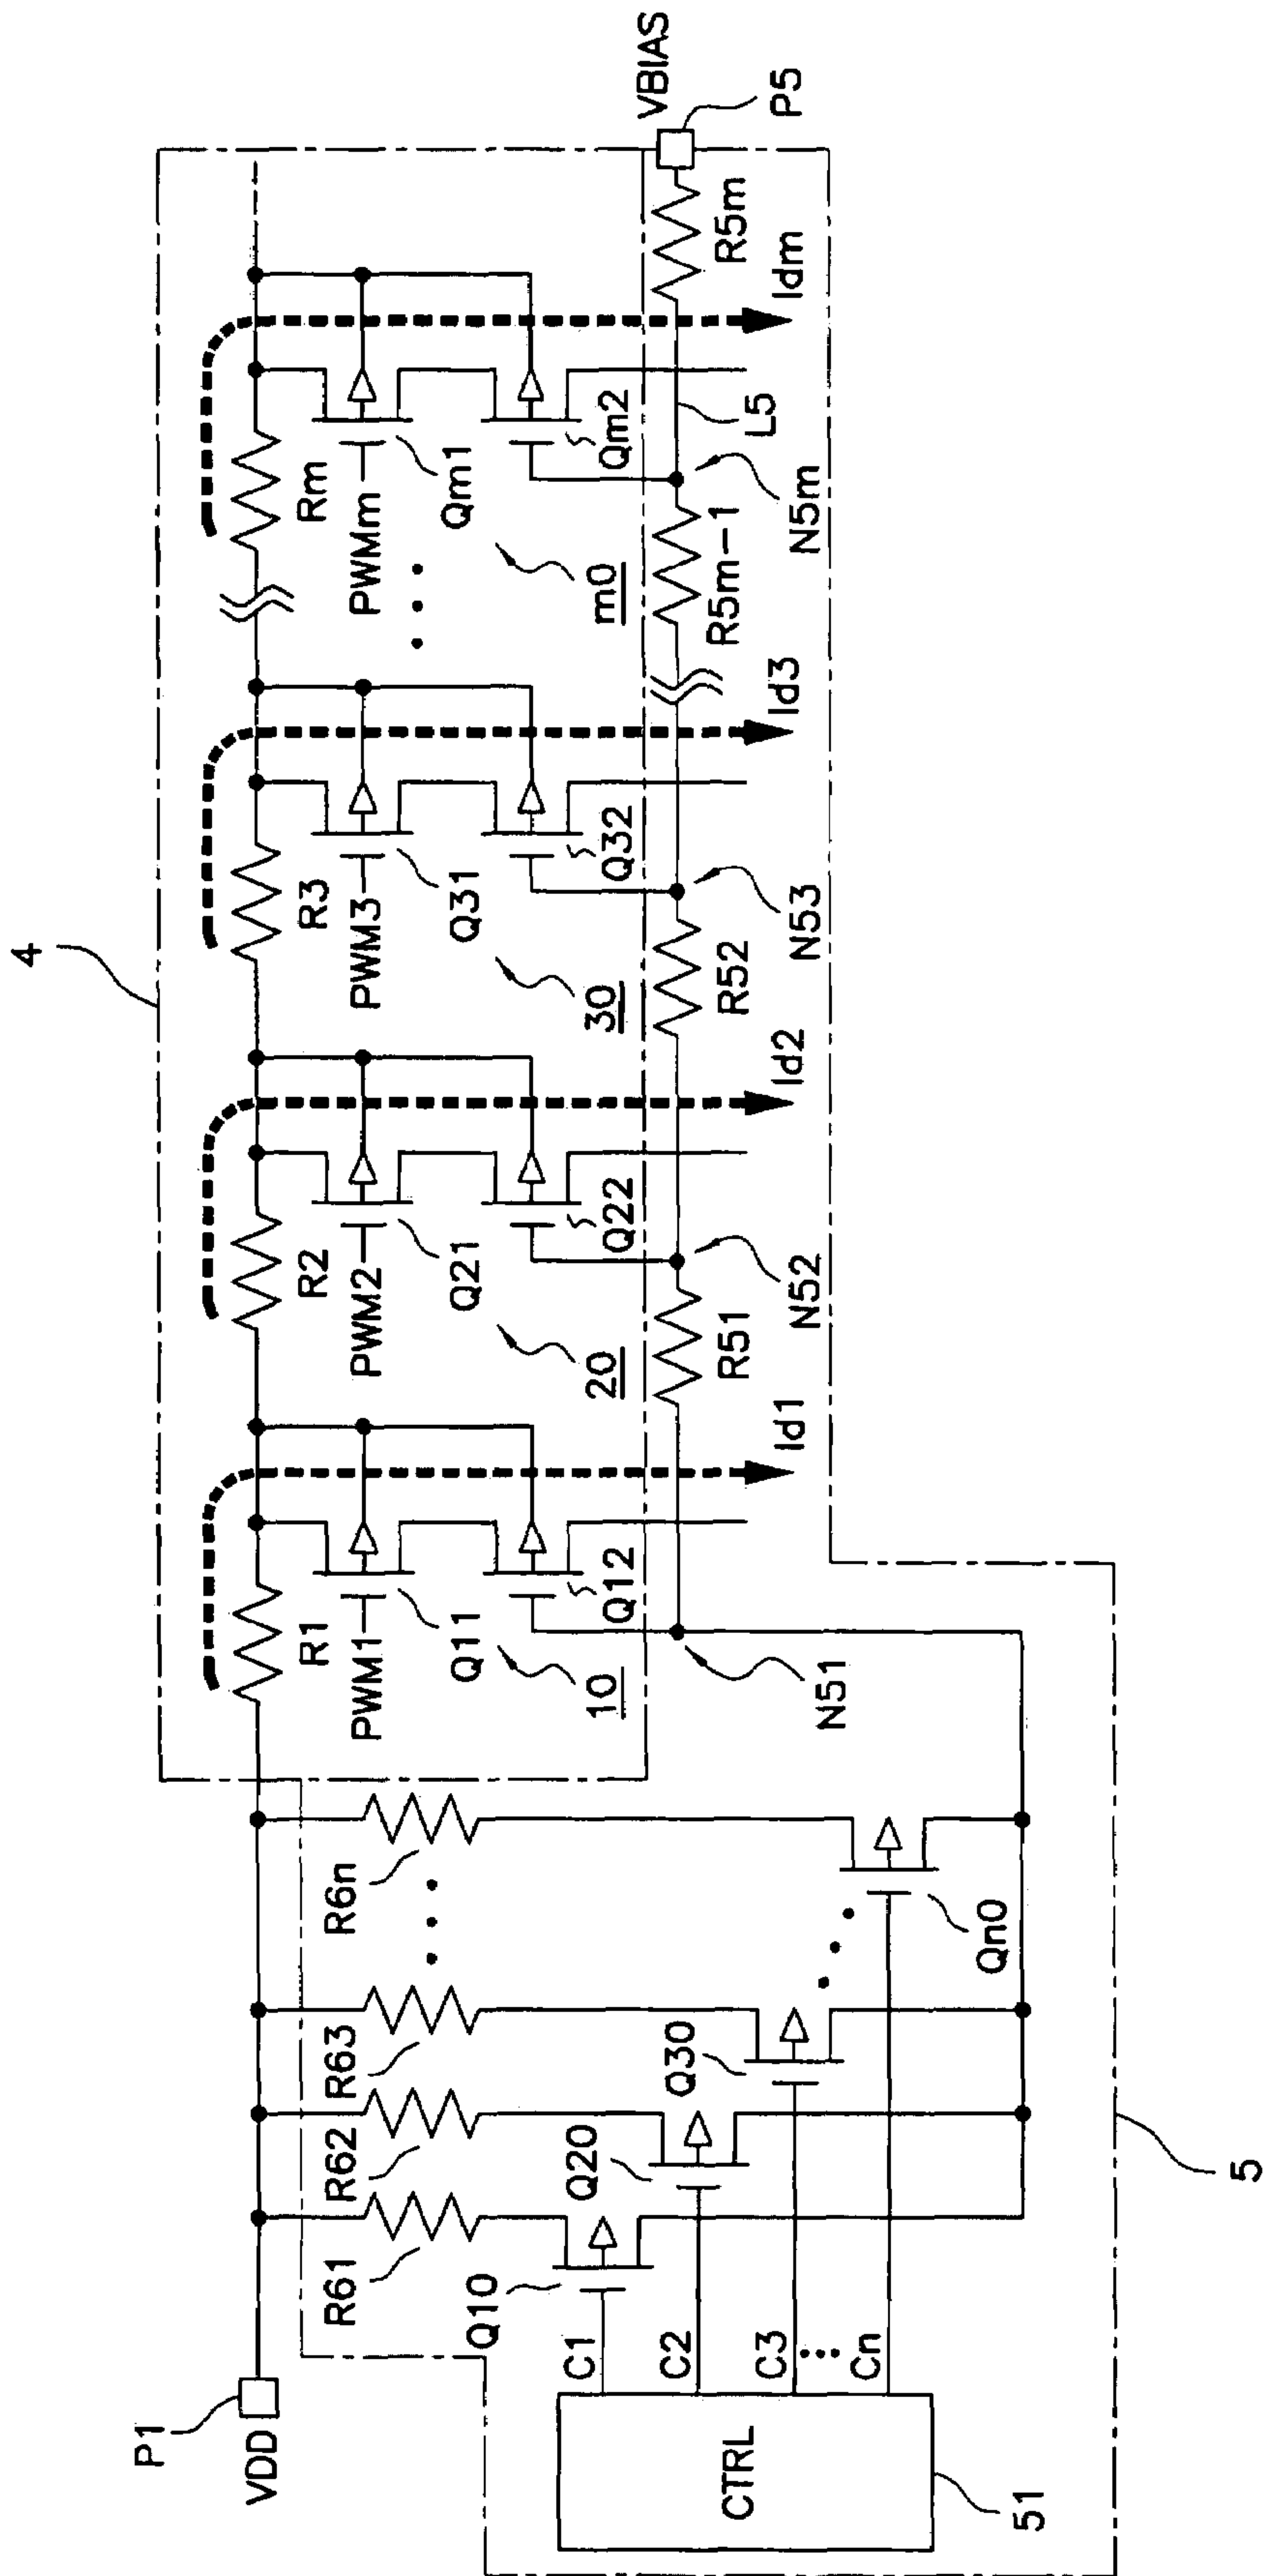 4
P1
VDD
R1
R2
R3
Rm
PWM1
PWM2
PWM3
PWMm
Q11
Q21
Q31
Qm1
Q12
Q22
Q32
Qm2
10
20
30
m0
VBIAS
P5
R51
R52
R5m-1
R5m
L5
N51
N52
N53
N5m
Id1
Id2
Id3
Idm
R61
R62
R63
R6n
Q10
Q20
Q30
Qn0
C1
C2
C3
Cn
CTRL
51
5